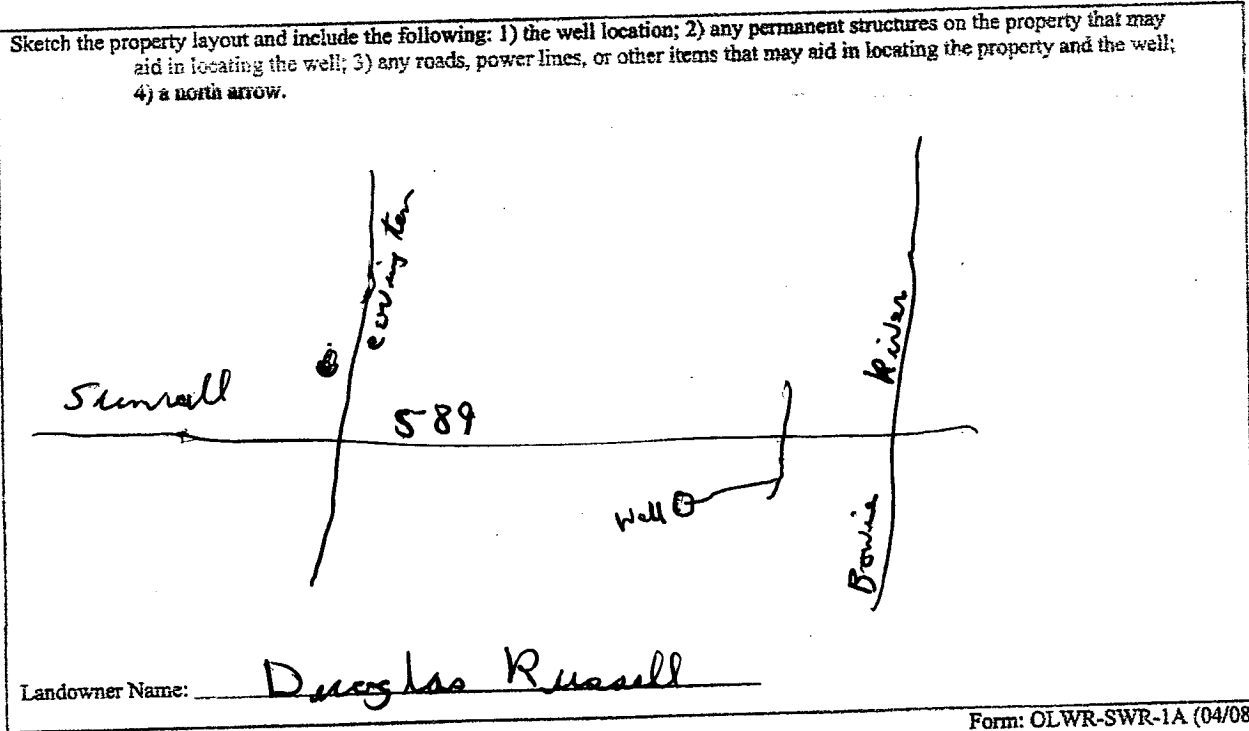 Sketch the property layout and include the following: 1) the well location; 2) any permanent structures on the property that may
aid in locating the well; 3) any roads, power lines, or other items that may aid in locating the property and the well;
4) a north arrow.
Covington
River
Sumrall
589
Well
Bowie
Landowner Name: Douglas Russell
Form: OLWR-SWR-1A (04/08